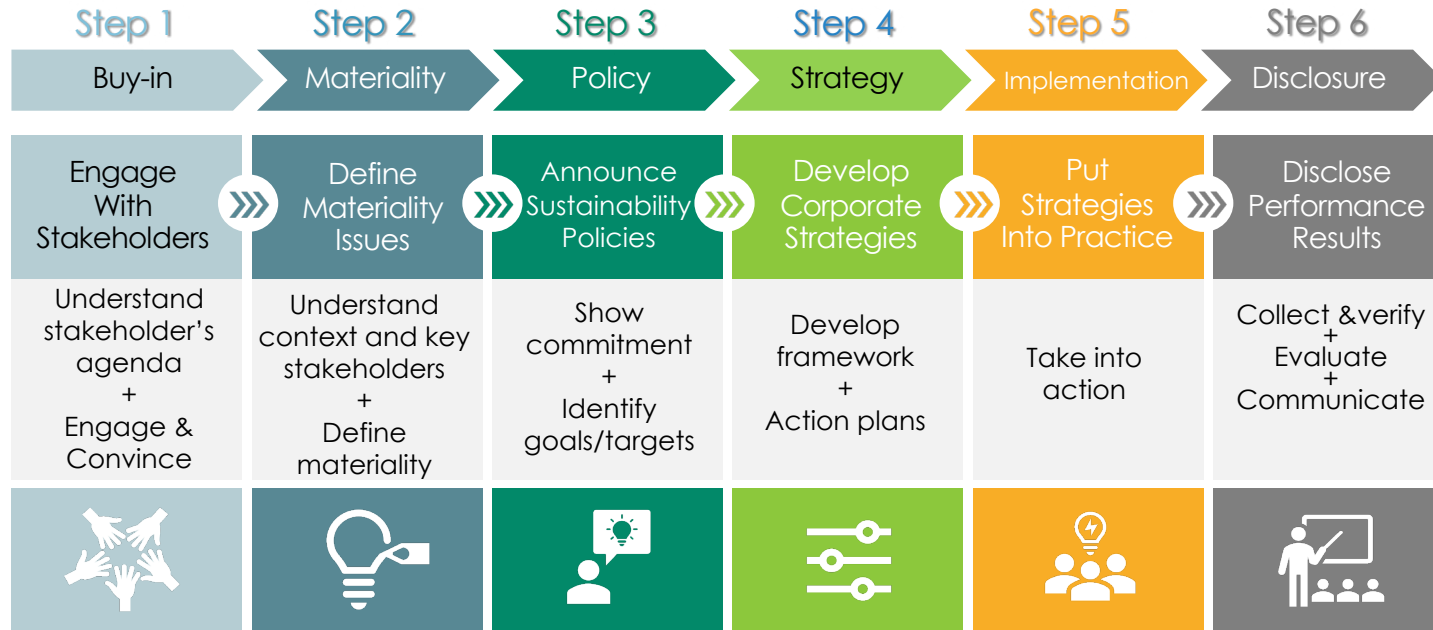 Step 1
Step 2
Step 3
Step 4
Step 5
Step 6
Buy-in
Materiality
Policy
Strategy
Implementation
Disclosure
Engage
With
Stakeholders
Define
Materiality
Issues
Announce
Sustainability
Policies
Develop
Corporate
Strategies
Put
Strategies
Into Practice
Disclose
Performance
Results
Understand
stakeholder’s
agenda
+
Engage &
Convince
Understand
context and key
stakeholders
+
Define
materiality
Show
commitment
+
Identify
goals/targets
Develop
framework
+
Action plans
Take into
action
Collect &verify
+
Evaluate
+
Communicate